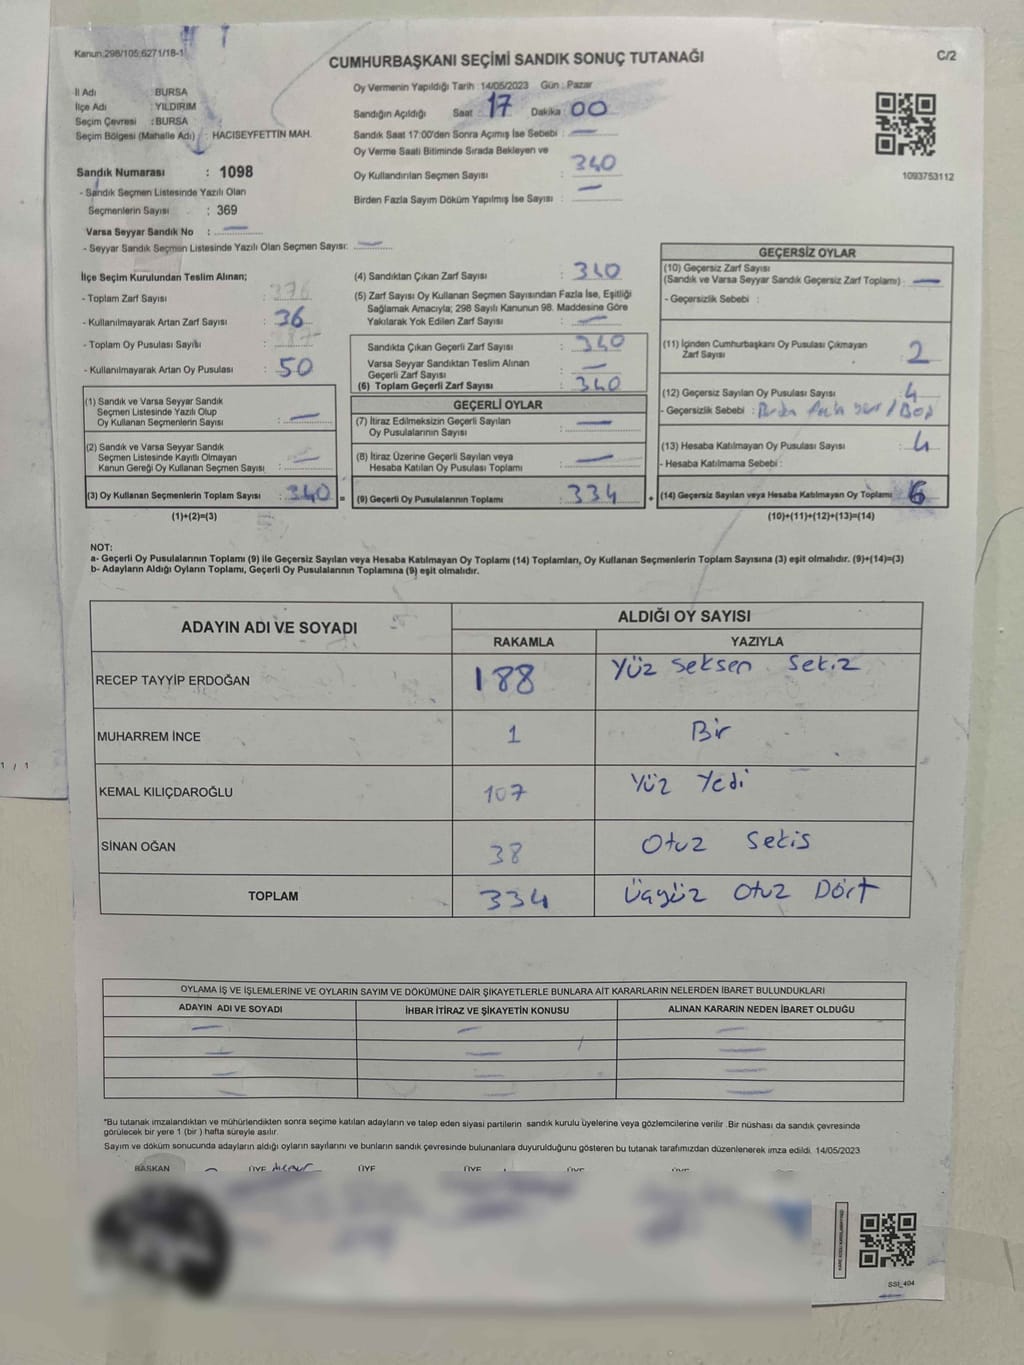 Kanun:298/105;6271/18-1
CUMHURBAŞKANI SEÇİMİ SANDIK SONUÇ TUTANAĞI
C/2
İl Adı : BURSA
İlçe Adı : YILDIRIM
Seçim Çevresi : BURSA
Seçim Bölgesi (Mahalle Adı) : HACISEYFETTİN MAH.
Sandık Numarası : 1098
- Sandık Seçmen Listesinde Yazılı Olan
Seçmenlerin Sayısı : 369
Varsa Seyyar Sandık No : —
- Seyyar Sandık Seçmen Listesinde Yazılı Olan Seçmen Sayısı: —
Oy Vermenin Yapıldığı Tarih : 14/05/2023 Gün : Pazar
Sandığın Açıldığı Saat 17 Dakika 00
Sandık Saat 17:00'den Sonra Açımış İse Sebebi : —
Oy Verme Saati Bitiminde Sırada Bekleyen ve
Oy Kullandırılan Seçmen Sayısı : 340
Birden Fazla Sayım Döküm Yapılmış İse Sayısı : —
1093753112
İlçe Seçim Kurulundan Teslim Alınan;
- Toplam Zarf Sayısı : 376
- Kullanılmayarak Artan Zarf Sayısı : 36
- Toplam Oy Pusulası Sayısı :
- Kullanılmayarak Artan Oy Pusulası : 50
(1) Sandık ve Varsa Seyyar Sandık
Seçmen Listesinde Yazılı Olup
Oy Kullanan Seçmenlerin Sayısı : —
(2) Sandık ve Varsa Seyyar Sandık
Seçmen Listesinde Kayıtlı Olmayan
Kanun Gereği Oy Kullanan Seçmen Sayısı : —
(3) Oy Kullanan Seçmenlerin Toplam Sayısı : 340 =
(1)+(2)=(3)
(4) Sandıktan Çıkan Zarf Sayısı : 340
(5) Zarf Sayısı Oy Kullanan Seçmen Sayısından Fazla İse, Eşitliği
Sağlamak Amacıyla; 298 Sayılı Kanunun 98. Maddesine Göre
Yakılarak Yok Edilen Zarf Sayısı : —
Sandıkta Çıkan Geçerli Zarf Sayısı : 340
Varsa Seyyar Sandıktan Teslim Alınan
Geçerli Zarf Sayısı : —
(6) Toplam Geçerli Zarf Sayısı : 340
GEÇERLİ OYLAR
(7) İtiraz Edilmeksizin Geçerli Sayılan
Oy Pusulalarının Sayısı : —
(8) İtiraz Üzerine Geçerli Sayılan veya
Hesaba Katılan Oy Pusulası Toplamı : —
(9) Geçerli Oy Pusulalarının Toplamı : 334 +
GEÇERSİZ OYLAR
(10) Geçersiz Zarf Sayısı
(Sandık ve Varsa Seyyar Sandık Geçersiz Zarf Toplamı) : —
- Geçersizlik Sebebi :
(11) İçinden Cumhurbaşkanı Oy Pusulası Çıkmayan
Zarf Sayısı : 2
(12) Geçersiz Sayılan Oy Pusulası Sayısı : 4
- Geçersizlik Sebebi : Birden fazla
(13) Hesaba Katılmayan Oy Pusulası Sayısı : 4
- Hesaba Katılmama Sebebi :
(14) Geçersiz Sayılan veya Hesaba Katılmayan Oy Toplamı : 6
(10)+(11)+(12)+(13)=(14)
NOT:
a- Geçerli Oy Pusulalarının Toplamı (9) ile Geçersiz Sayılan veya Hesaba Katılmayan Oy Toplamı (14) Toplamları, Oy Kullanan Seçmenlerin Toplam Sayısına (3) eşit olmalıdır. (9)+(14)=(3)
b- Adayların Aldığı Oyların Toplamı, Geçerli Oy Pusulalarının Toplamına (9) eşit olmalıdır.
ADAYIN ADI VE SOYADI
ALDIĞI OY SAYISI
RAKAMLA YAZIYLA
RECEP TAYYİP ERDOĞAN 188 Yüz Seksen Sekiz
MUHARREM İNCE 1 Bir
KEMAL KILIÇDAROĞLU 107 Yüz Yedi
SİNAN OĞAN 38 Otuz Sekis
TOPLAM 334 Üçyüz Otuz Dört
OYLAMA İŞ VE İŞLEMLERİNE VE OYLARIN SAYIM VE DÖKÜMÜNE DAİR ŞİKAYETLERLE BUNLARA AİT KARARLARIN NELERDEN İBARET BULUNDUKLARI
ADAYIN ADI VE SOYADI İHBAR İTİRAZ VE ŞİKAYETİN KONUSU ALINAN KARARIN NEDEN İBARET OLDUĞU
*Bu tutanak imzalandıktan ve mühürlendikten sonra seçime katılan adayların ve talep eden siyasi partilerin sandık kurulu üyelerine veya gözlemcilerine verilir .Bir nüshası da sandık çevresinde
görülecek bir yere 1 (bir ) hafta süreyle asılır.
Sayım ve döküm sonucunda adayların aldığı oyların sayılarını ve bunların sandık çevresinde bulunanlara duyurulduğunu gösteren bu tutanak tarafımızdan düzenlenerek imza edildi. 14/05/2023
BAŞKAN ÜYE ÜYE ÜYE ÜYE
SSI_494
1 / 1